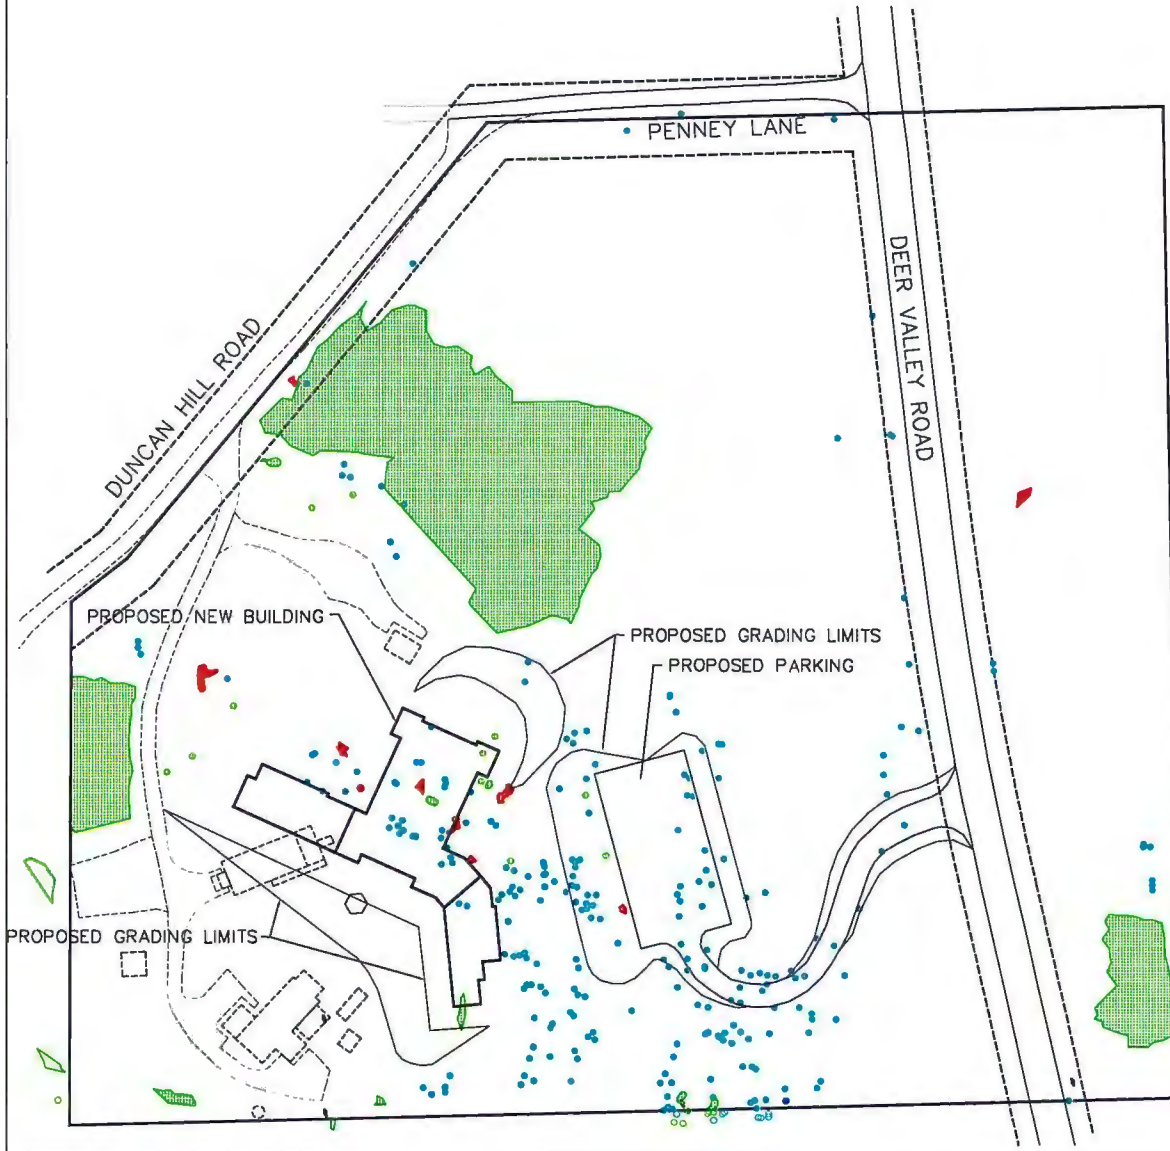 PENNEY LANE
DEER VALLEY ROAD
DUNCAN HILL ROAD
PROPOSED NEW BUILDING
PROPOSED GRADING LIMITS
PROPOSED PARKING
PROPOSED GRADING LIMITS